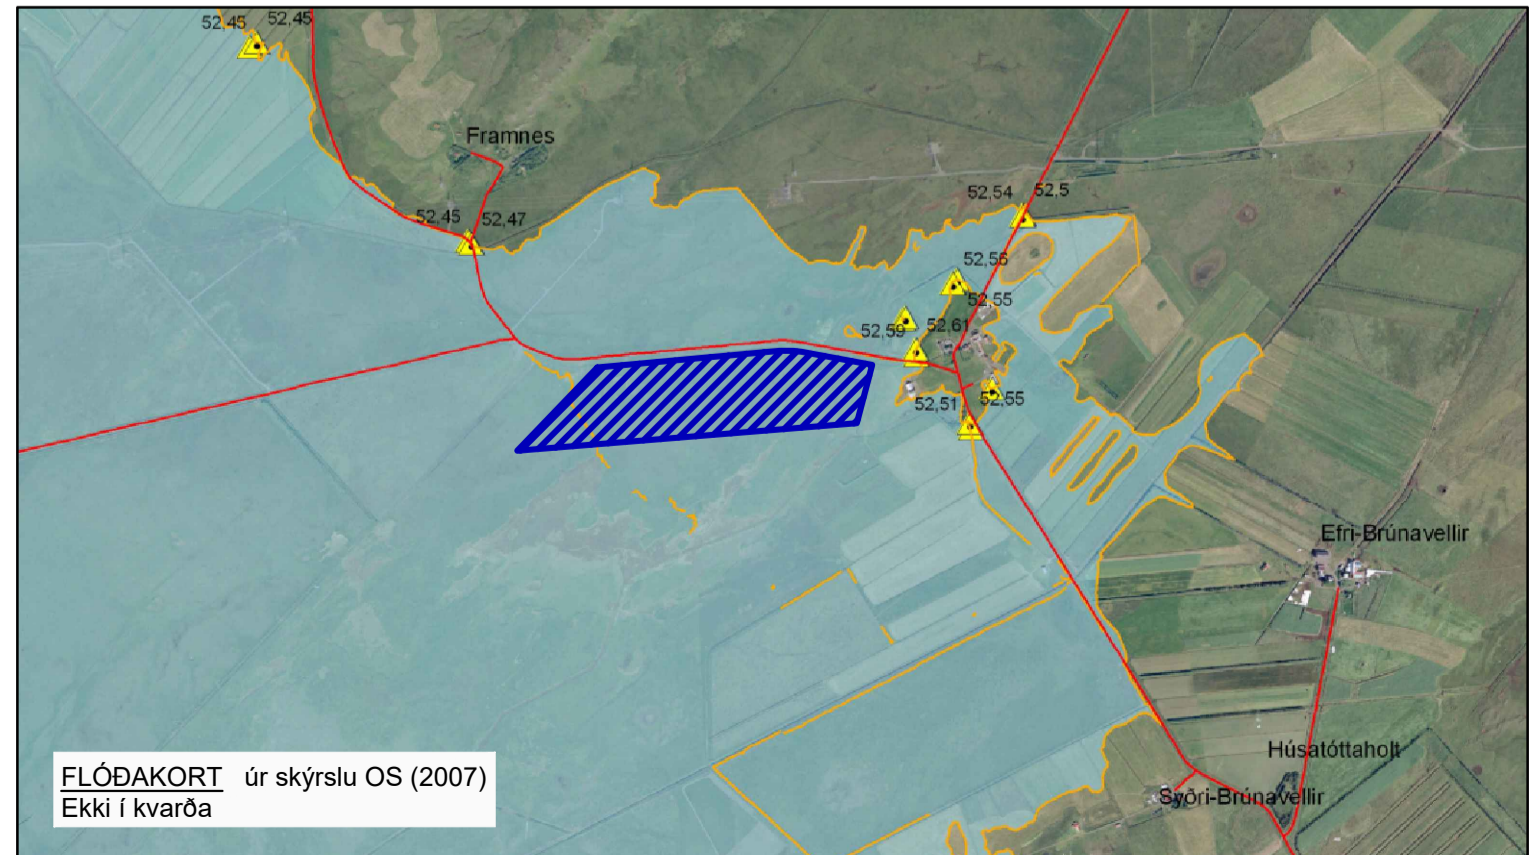 52,45 52,45
Framnes
52,45 52,47
52,54 52,5
52,56
52,55
52,59 52,61
52,51 52,55
Efri-Brúnavellir
Húsatóttaholt
Syðri-Brúnavellir
FLÓÐAKORT úr skýrslu OS (2007)
Ekki í kvarða